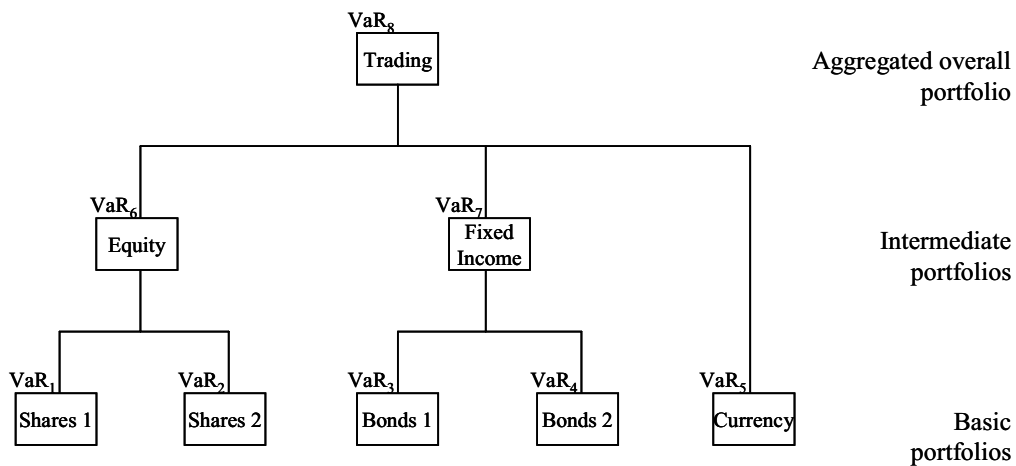 VaR8
Trading
Aggregated overall
portfolio
VaR6
Equity
VaR7
Fixed
Income
Intermediate
portfolios
VaR1
Shares 1
VaR2
Shares 2
VaR3
Bonds 1
VaR4
Bonds 2
VaR5
Currency
Basic
portfolios